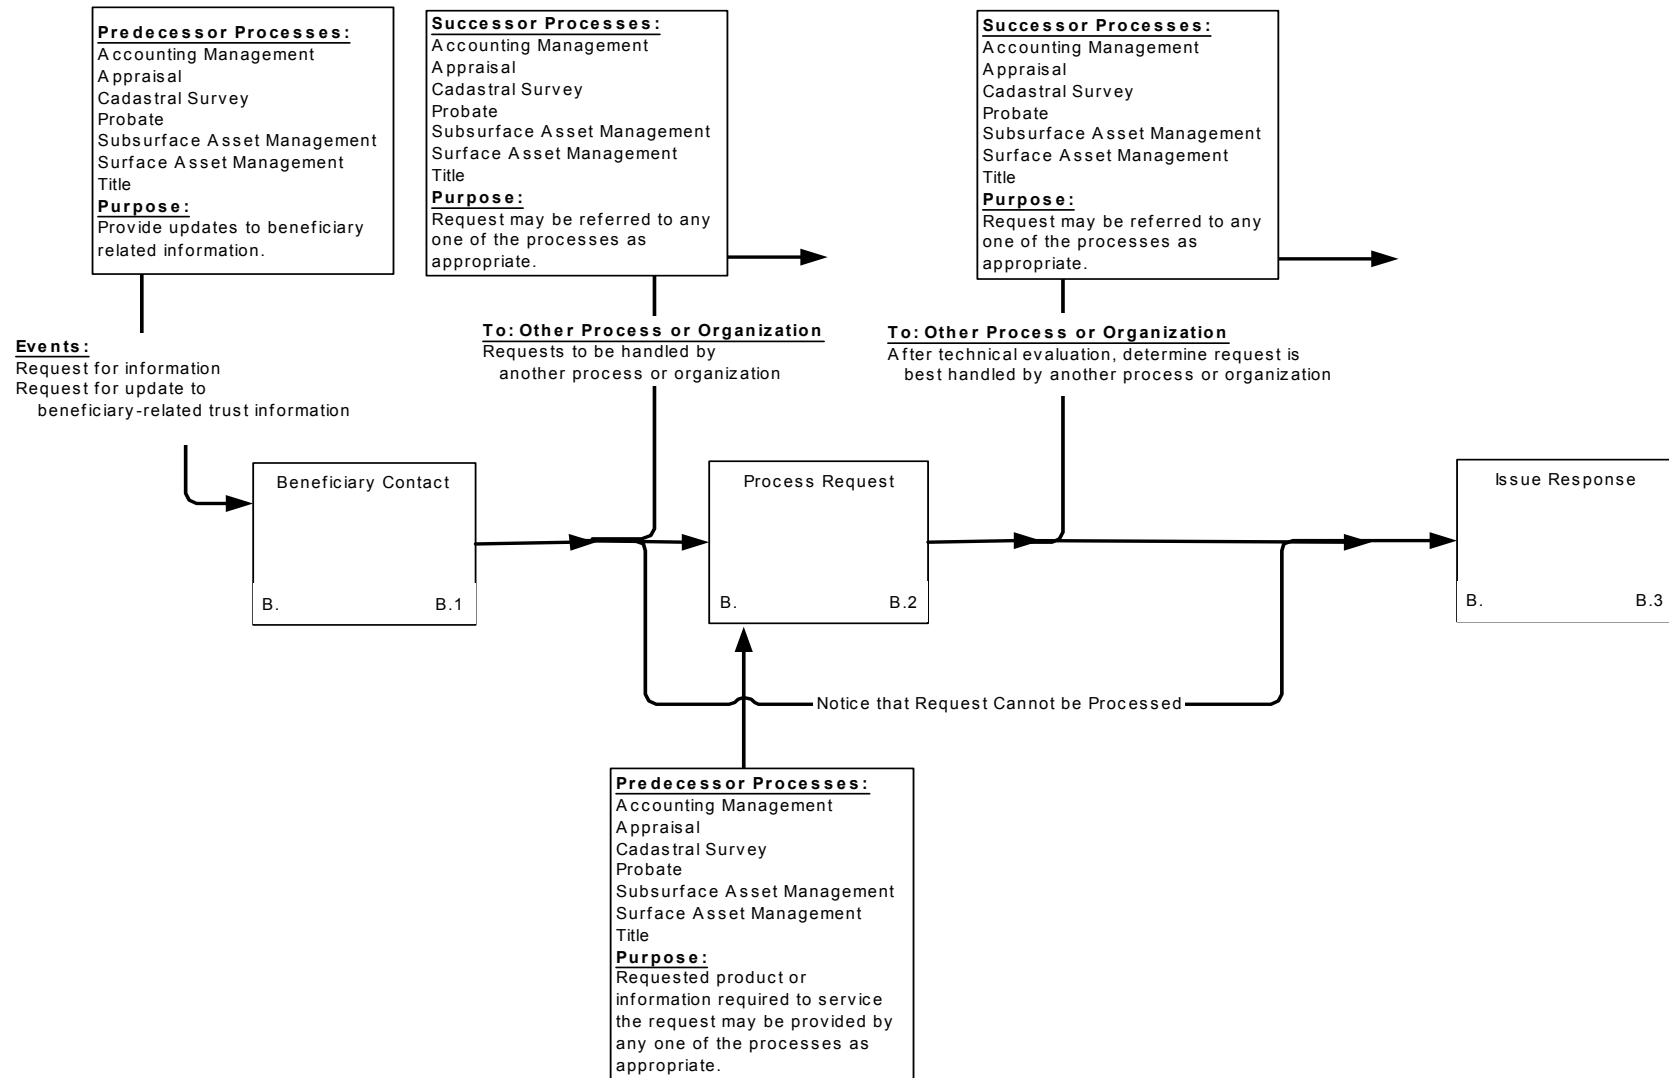 Predecessor Processes:
Accounting Management
Appraisal
Cadastral Survey
Probate
Subsurface Asset Management
Surface Asset Management
Title
Purpose:
Provide updates to beneficiary
related information.
Successor Processes:
Accounting Management
Appraisal
Cadastral Survey
Probate
Subsurface Asset Management
Surface Asset Management
Title
Purpose:
Request may be referred to any
one of the processes as
appropriate.
Successor Processes:
Accounting Management
Appraisal
Cadastral Survey
Probate
Subsurface Asset Management
Surface Asset Management
Title
Purpose:
Request may be referred to any
one of the processes as
appropriate.
Events:
Request for information
Request for update to
beneficiary-related trust information
To: Other Process or Organization
Requests to be handled by
another process or organization
To: Other Process or Organization
After technical evaluation, determine request is
best handled by another process or organization
Beneficiary Contact
B. B.1
Process Request
B. B.2
Issue Response
B. B.3
Notice that Request Cannot be Processed
Predecessor Processes:
Accounting Management
Appraisal
Cadastral Survey
Probate
Subsurface Asset Management
Surface Asset Management
Title
Purpose:
Requested product or
information required to service
the request may be provided by
any one of the processes as
appropriate.